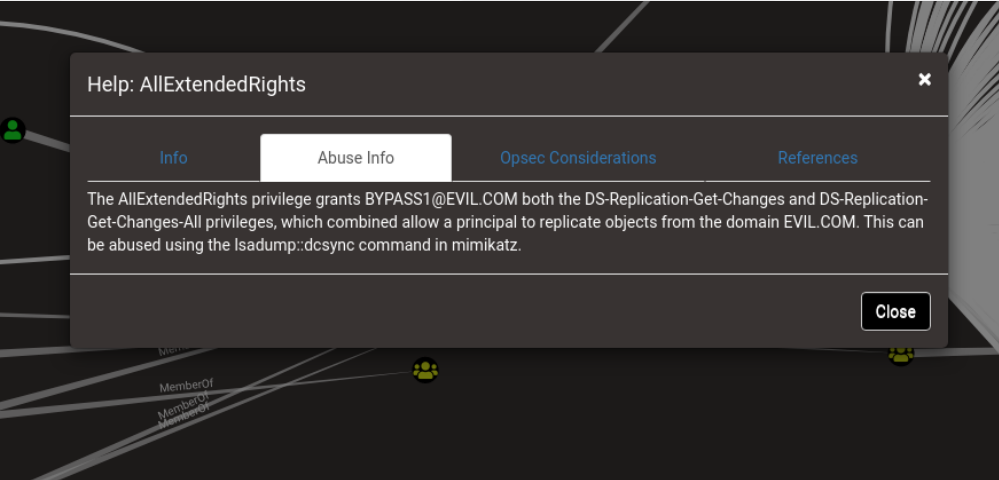 Help: AllExtendedRights
×
Info
Abuse Info
Opsec Considerations
References
The AllExtendedRights privilege grants BYPASS1@EVIL.COM both the DS-Replication-Get-Changes and DS-Replication-
Get-Changes-All privileges, which combined allow a principal to replicate objects from the domain EVIL.COM. This can
be abused using the lsadump::dcsync command in mimikatz.
Close
MemberOf
MemberOf
MemberOf